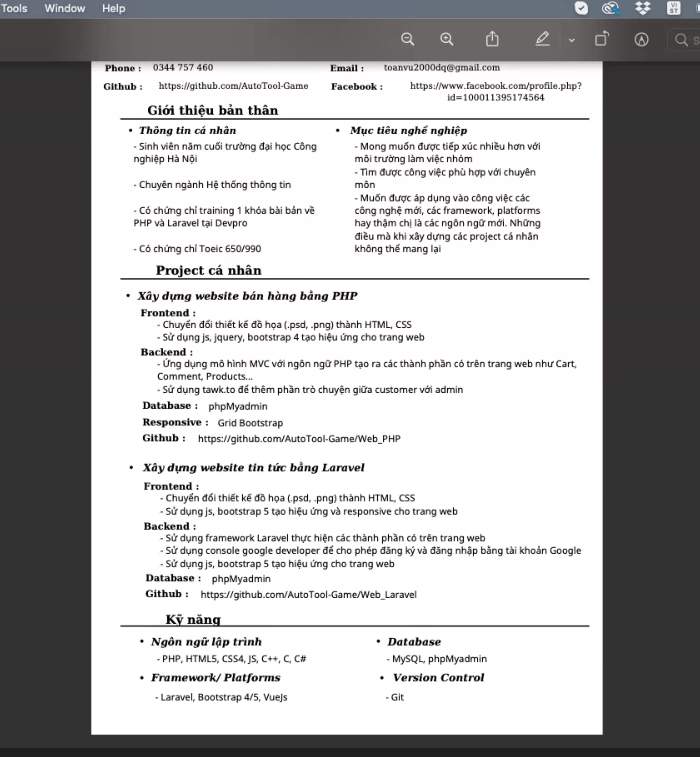 Tools Window Help
Phone : 0344 757 460 Email : toanvu2000dq@gmail.com
Github : https://github.com/AutoTool-Game Facebook : https://www.facebook.com/profile.php?
id=100011395174564
Giới thiệu bản thân
• Thông tin cá nhân
- Sinh viên năm cuối trường đại học Công
nghiệp Hà Nội
- Chuyên ngành Hệ thống thông tin
- Có chứng chỉ training 1 khóa bài bản về
PHP và Laravel tại Devpro
- Có chứng chỉ Toeic 650/990
• Mục tiêu nghề nghiệp
- Mong muốn được tiếp xúc nhiều hơn với
môi trường làm việc nhóm
- Tìm được công việc phù hợp với chuyên
môn
- Muốn được áp dụng vào công việc các
công nghệ mới, các framework, platforms
hay thậm chị là các ngôn ngữ mới. Những
điều mà khi xây dựng các project cá nhân
không thể mang lại
Project cá nhân
• Xây dựng website bán hàng bằng PHP
Frontend :
- Chuyển đổi thiết kế đồ họa (.psd, .png) thành HTML, CSS
- Sử dụng js, jquery, bootstrap 4 tạo hiệu ứng cho trang web
Backend :
- Ứng dụng mô hình MVC với ngôn ngữ PHP tạo ra các thành phần có trên trang web như Cart,
Comment, Products...
- Sử dụng tawk.to để thêm phần trò chuyện giữa customer với admin
Database : phpMyadmin
Responsive : Grid Bootstrap
Github : https://github.com/AutoTool-Game/Web_PHP
• Xây dựng website tin tức bằng Laravel
Frontend :
- Chuyển đổi thiết kế đồ họa (.psd, .png) thành HTML, CSS
- Sử dụng js, bootstrap 5 tạo hiệu ứng và responsive cho trang web
Backend :
- Sử dụng framework Laravel thực hiện các thành phần có trên trang web
- Sử dụng console google developer để cho phép đăng ký và đăng nhập bằng tài khoản Google
- Sử dụng js, bootstrap 5 tạo hiệu ứng cho trang web
Database : phpMyadmin
Github : https://github.com/AutoTool-Game/Web_Laravel
Kỹ năng
• Ngôn ngữ lập trình
- PHP, HTML5, CSS4, JS, C++, C, C#
• Database
- MySQL, phpMyadmin
• Framework/ Platforms
- Laravel, Bootstrap 4/5, VueJs
• Version Control
- Git